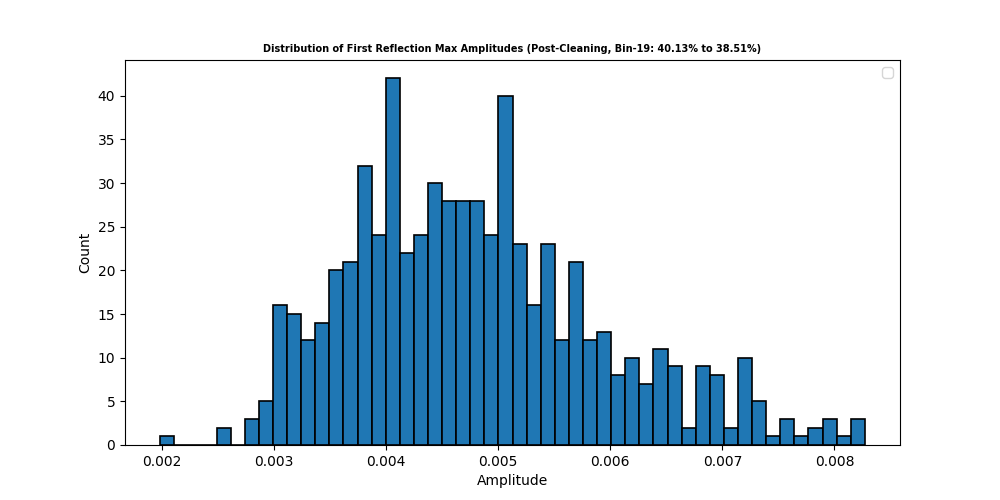 Distribution of First Reflection Max Amplitudes (Post-Cleaning, Bin-19: 40.13% to 38.51%)
40
35
30
25
20
15
10
5
0
Count
0.002 0.003 0.004 0.005 0.006 0.007 0.008
Amplitude